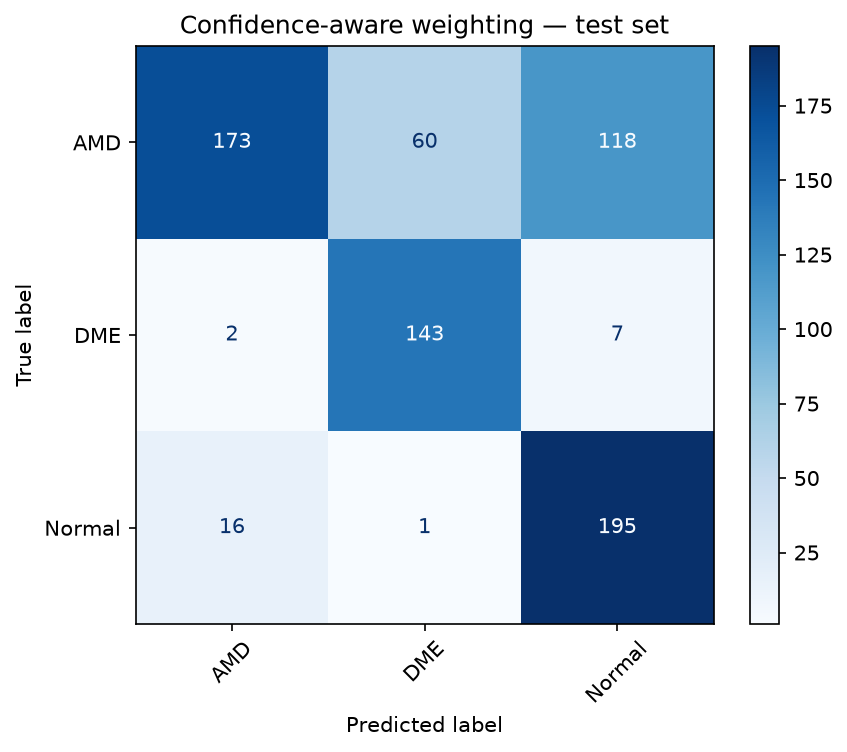 Confidence-aware weighting — test set
True label
AMD 173 60 118
DME 2 143 7
Normal 16 1 195
AMD DME Normal
Predicted label
175
150
125
100
75
50
25